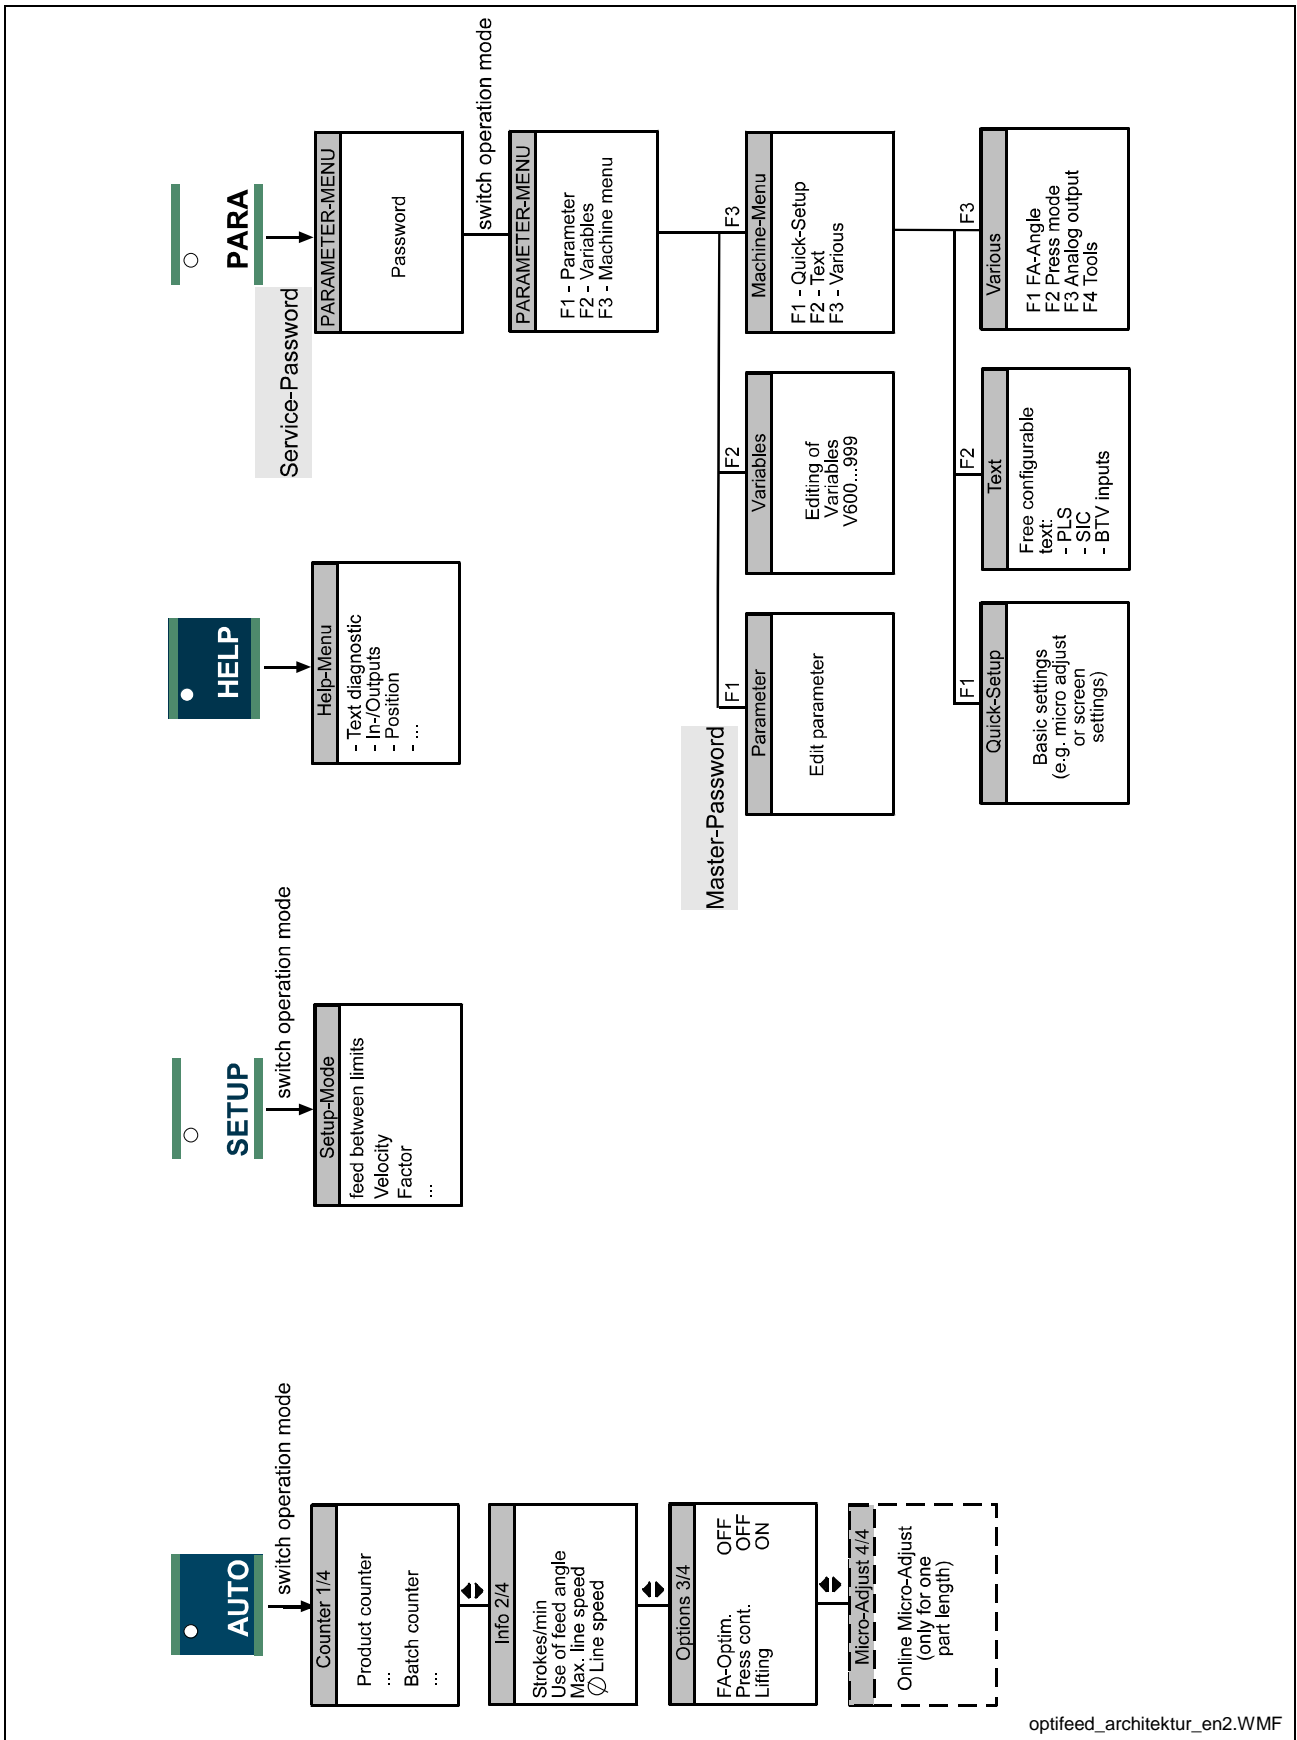 AUTO
switch operation mode
Counter 1/4
Product counter
...
Batch counter
...
Info 2/4
Strokes/min
Use of feed angle
Max. line speed
∅ Line speed
Options 3/4
FA-Optim. OFF
Press cont. OFF
Lifting ON
Micro-Adjust 4/4
Online Micro-Adjust
(only for one
part length)
SETUP
switch operation mode
Setup-Mode
feed between limits
Velocity
Factor
...
HELP
Help-Menu
- Text diagnostic
- In-/Outputs
- Position
- ...
PARA
Service-Password
PARAMETER-MENU
Password
switch operation mode
PARAMETER-MENU
F1 - Parameter
F2 - Variables
F3 - Machine menu
Master-Password
F1
Parameter
Edit parameter
F2
Variables
Editing of
Variables
V600...999
F3
Machine-Menu
F1 - Quick-Setup
F2 - Text
F3 - Various
F1
Quick-Setup
Basic settings
(e.g. micro adjust
or screen
settings)
F2
Text
Free configurable
text:
- PLS
- SIC
- BTV inputs
F3
Various
F1 FA-Angle
F2 Press mode
F3 Analog output
F4 Tools
optifeed_architektur_en2.WMF